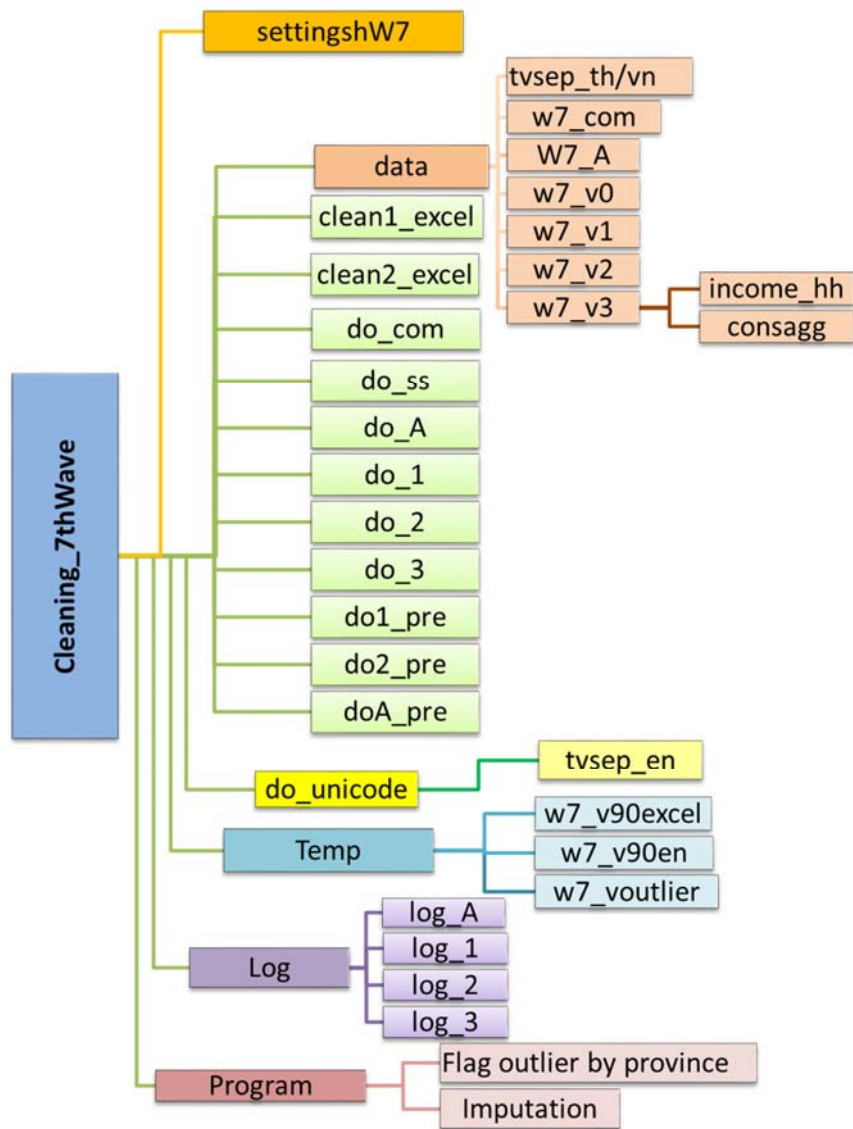 settingshW7
tvsep_th/vn
w7_com
data
W7_A
w7_v0
clean1_excel
w7_v1
clean2_excel
w7_v2
income_hh
w7_v3
do_com
consagg
do_ss
do_A
do_1
Cleaning_7thWave
do_2
do_3
do1_pre
do2_pre
doA_pre
tvsep_en
do_unicode
w7_v90excel
Temp
w7_v90en
w7_voutlier
log_A
log_1
Log
log_2
log_3
Flag outlier by province
Program
Imputation